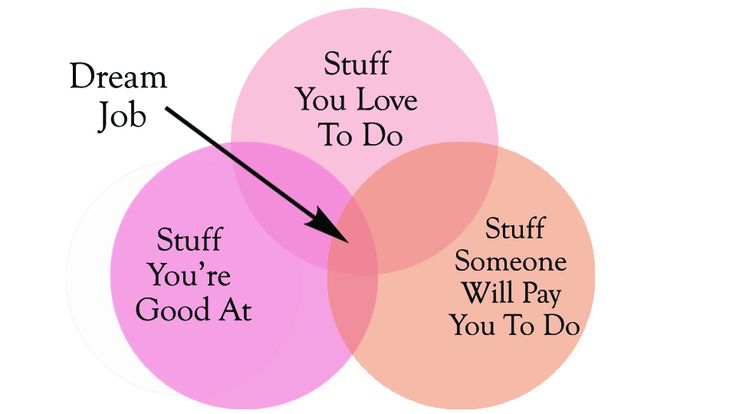 Dream
Job
Stuff
You Love
To Do
Stuff
You’re
Good At
Stuff
Someone
Will Pay
You To Do